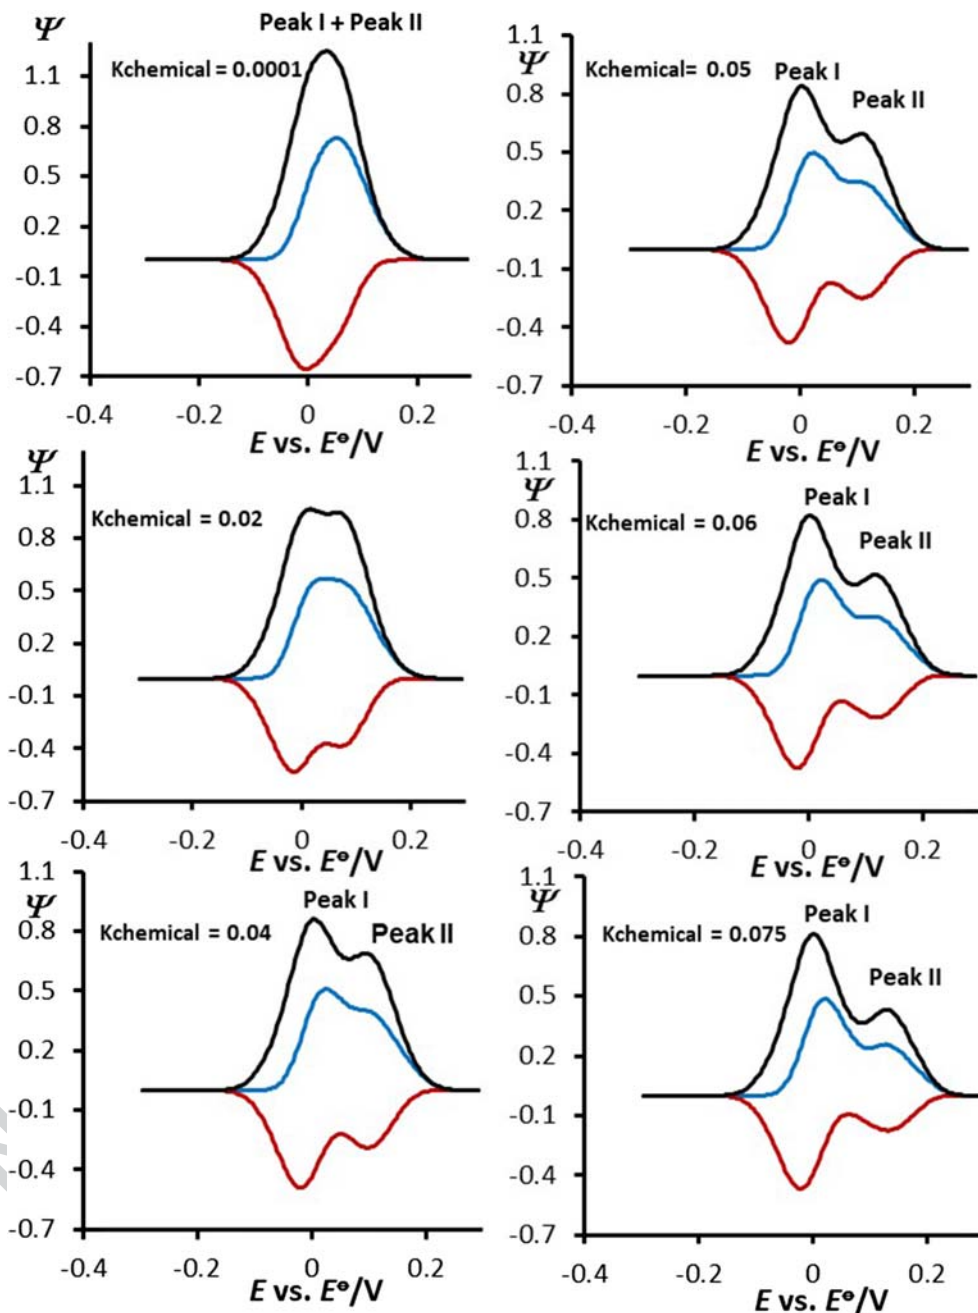 Ψ
Peak I + Peak II
Kchemical = 0.0001
1.1
0.8
0.5
0.2
-0.1
-0.4
-0.7
-0.4 -0.2 0 0.2
E vs. E⦵/V
1.1
Ψ
Kchemical= 0.05
Peak I
Peak II
0.8
0.5
0.2
-0.1
-0.4
-0.7
-0.4 -0.2 0 0.2
E vs. E⦵/V
Ψ
1.1
Kchemical = 0.02
0.8
0.5
0.2
-0.1
-0.4
-0.7
-0.4 -0.2 0 0.2
E vs. E⦵/V
1.1
Ψ
Peak I
Kchemical = 0.06
Peak II
0.8
0.5
0.2
-0.1
-0.4
-0.7
-0.4 -0.2 0 0.2
E vs. E⦵/V
1.1
Ψ
Peak I
Kchemical = 0.04
Peak II
0.8
0.5
0.2
-0.1
-0.4
-0.7
-0.4 -0.2 0 0.2
E vs. E⦵/V
1.1
Ψ
Peak I
Kchemical = 0.075
Peak II
0.8
0.5
0.2
-0.1
-0.4
-0.7
-0.4 -0.2 0 0.2
E vs. E⦵/V